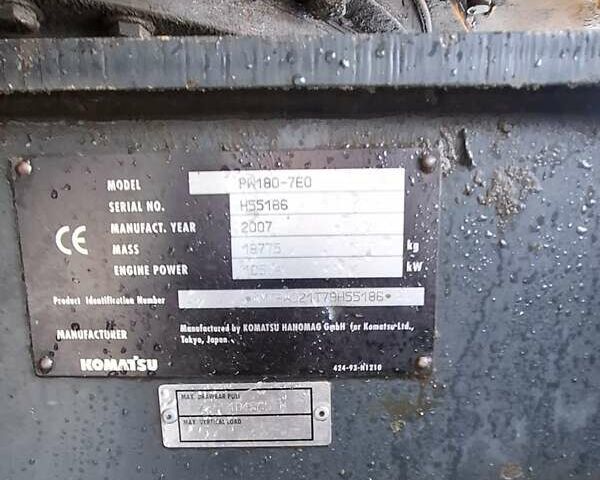 MODEL PW180-7E0
SERIAL NO. H55186
MANUFACT. YEAR 2007
CE
MASS 18775 kg
ENGINE POWER kW
Product Identification Number
MANUFACTURER Manufactured by KOMATSU HANOMAG GmbH (for Komatsu Ltd.,
Tokyo, Japan
KOMATSU
424-93-H1210
MAX. DRAWBAR PULL
MAX. VERTICAL LOAD